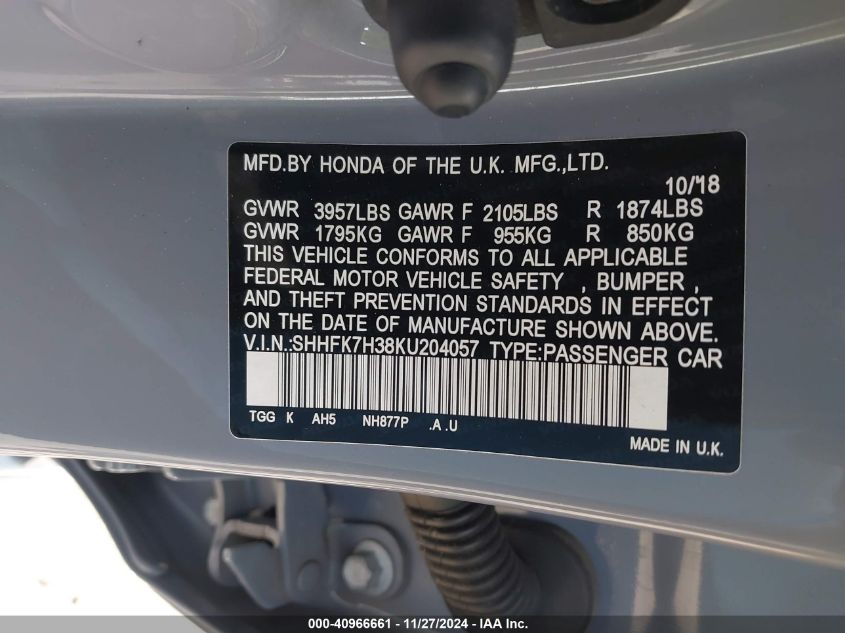 MFD.BY HONDA OF THE U.K. MFG.,LTD.
10/18
GVWR 3957LBS GAWR F 2105LBS R 1874LBS
GVWR 1795KG GAWR F 955KG R 850KG
THIS VEHICLE CONFORMS TO ALL APPLICABLE
FEDERAL MOTOR VEHICLE SAFETY , BUMPER ,
AND THEFT PREVENTION STANDARDS IN EFFECT
ON THE DATE OF MANUFACTURE SHOWN ABOVE.
V.I.N.:SHHFK7H38KU204057 TYPE:PASSENGER CAR
TGG K AH5 NH877P .A .U
MADE IN U.K.
000-40966661 - 11/27/2024 - IAA Inc.